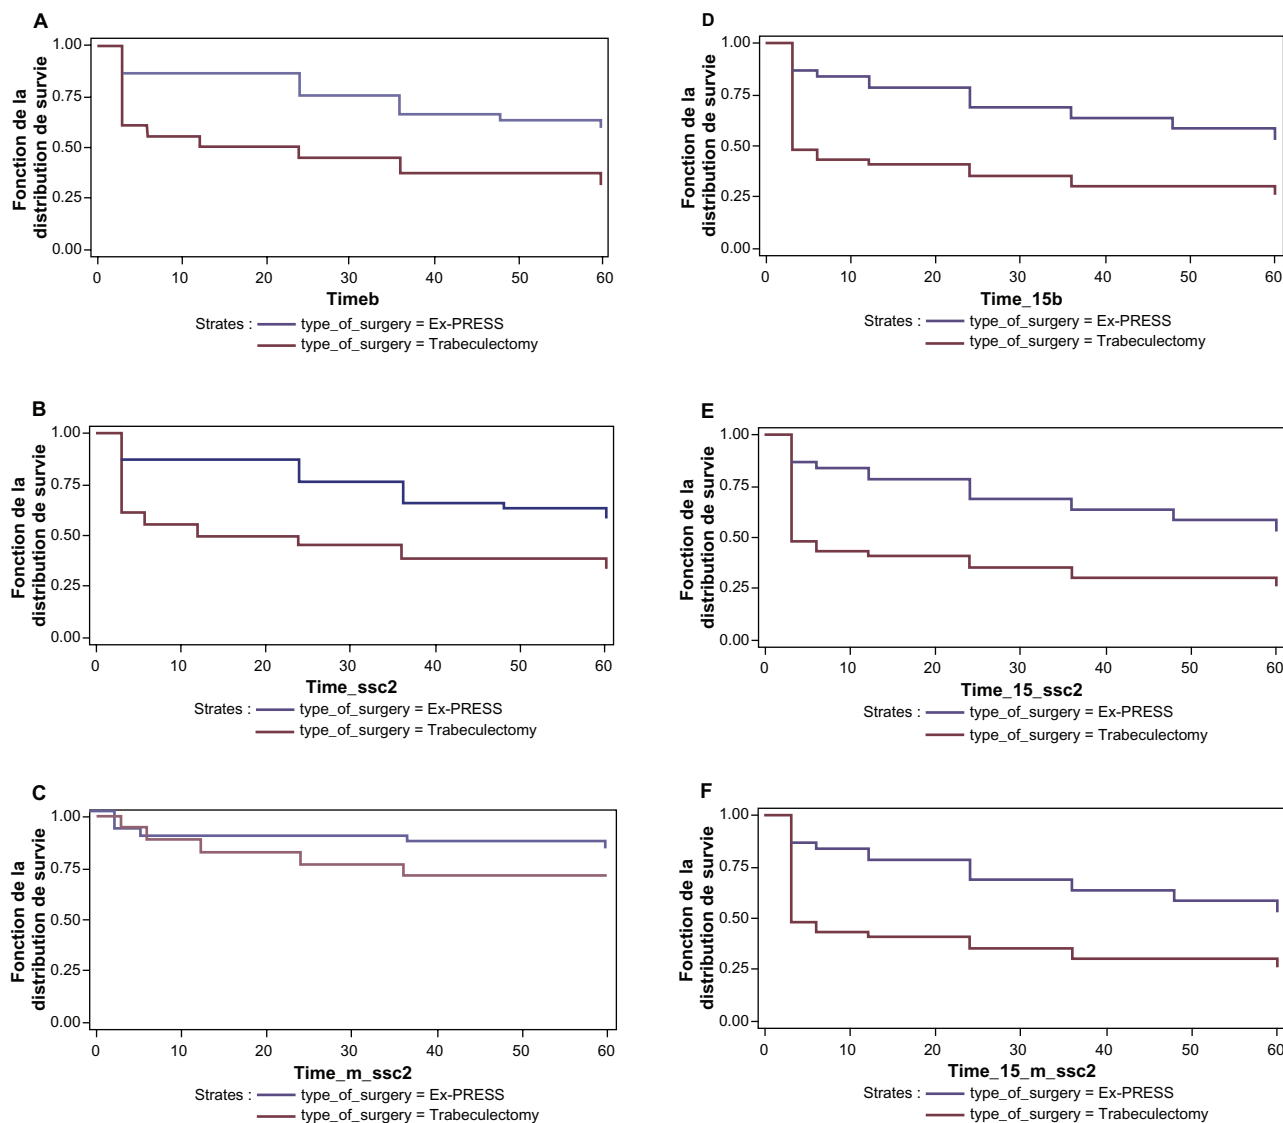 A
Fonction de la
distribution de survie
1.00
0.75
0.50
0.25
0.00
0 10 20 30 40 50 60
Timeb
Strates : type_of_surgery = Ex-PRESS
type_of_surgery = Trabeculectomy
B
Fonction de la
distribution de survie
1.00
0.75
0.50
0.25
0.00
0 10 20 30 40 50 60
Time_ssc2
Strates : type_of_surgery = Ex-PRESS
type_of_surgery = Trabeculectomy
C
Fonction de la
distribution de survie
1.00
0.75
0.50
0.25
0.00
0 10 20 30 40 50 60
Time_m_ssc2
Strates : type_of_surgery = Ex-PRESS
type_of_surgery = Trabeculectomy
D
Fonction de la
distribution de survie
1.00
0.75
0.50
0.25
0.00
0 10 20 30 40 50 60
Time_15b
Strates : type_of_surgery = Ex-PRESS
type_of_surgery = Trabeculectomy
E
Fonction de la
distribution de survie
1.00
0.75
0.50
0.25
0.00
0 10 20 30 40 50 60
Time_15_ssc2
Strates : type_of_surgery = Ex-PRESS
type_of_surgery = Trabeculectomy
F
Fonction de la
distribution de survie
1.00
0.75
0.50
0.25
0.00
0 10 20 30 40 50 60
Time_15_m_ssc2
Strates : type_of_surgery = Ex-PRESS
type_of_surgery = Trabeculectomy